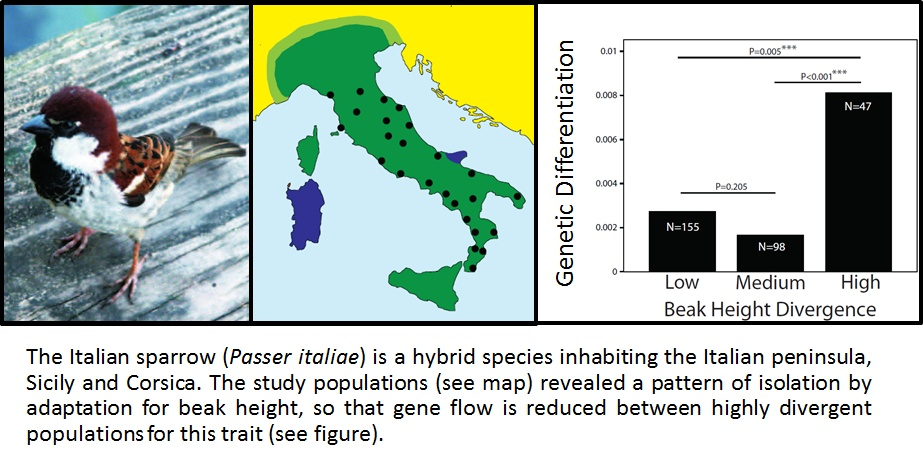 Genetic Differentiation
0.01
0.008
0.006
0.004
0.002
0
P=0.005***
P<0.001***
P=0.205
N=155
N=98
N=47
Low Medium High
Beak Height Divergence
The Italian sparrow (Passer italiae) is a hybrid species inhabiting the Italian peninsula,
Sicily and Corsica. The study populations (see map) revealed a pattern of isolation by
adaptation for beak height, so that gene flow is reduced between highly divergent
populations for this trait (see figure).